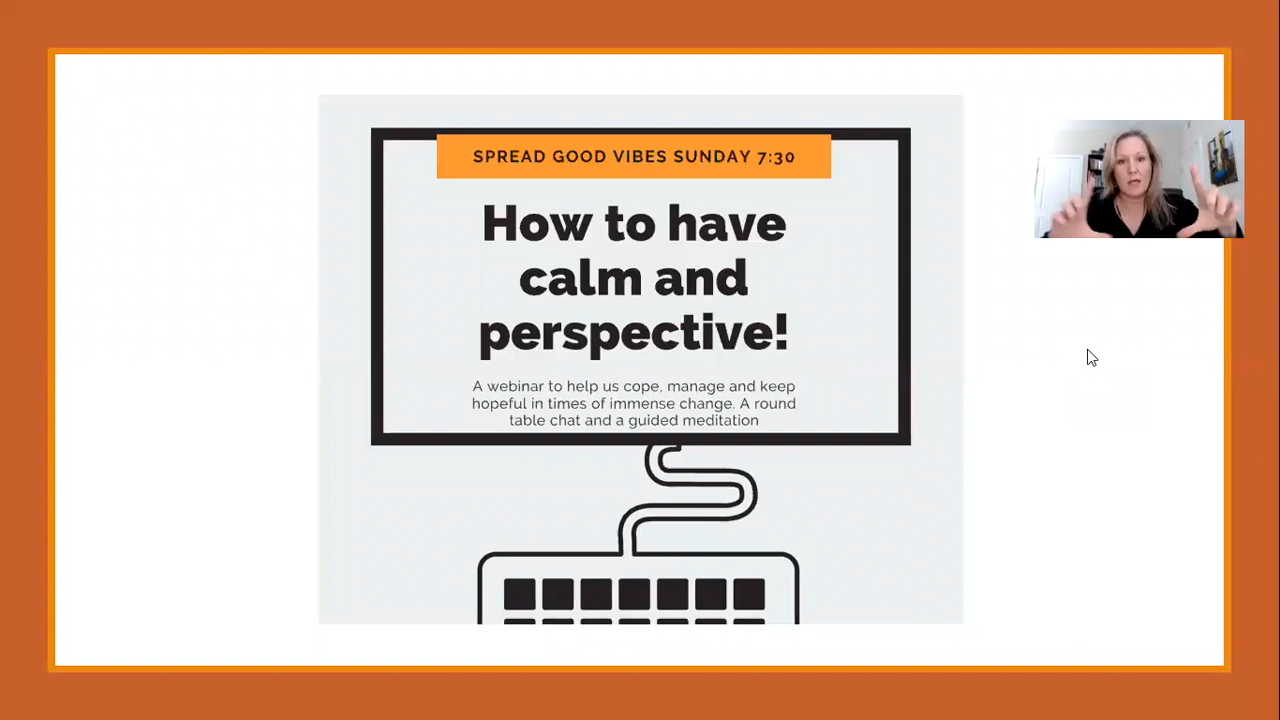 SPREAD GOOD VIBES SUNDAY 7:30
How to have
calm and
perspective!
A webinar to help us cope, manage and keep
hopeful in times of immense change. A round
table chat and a guided meditation